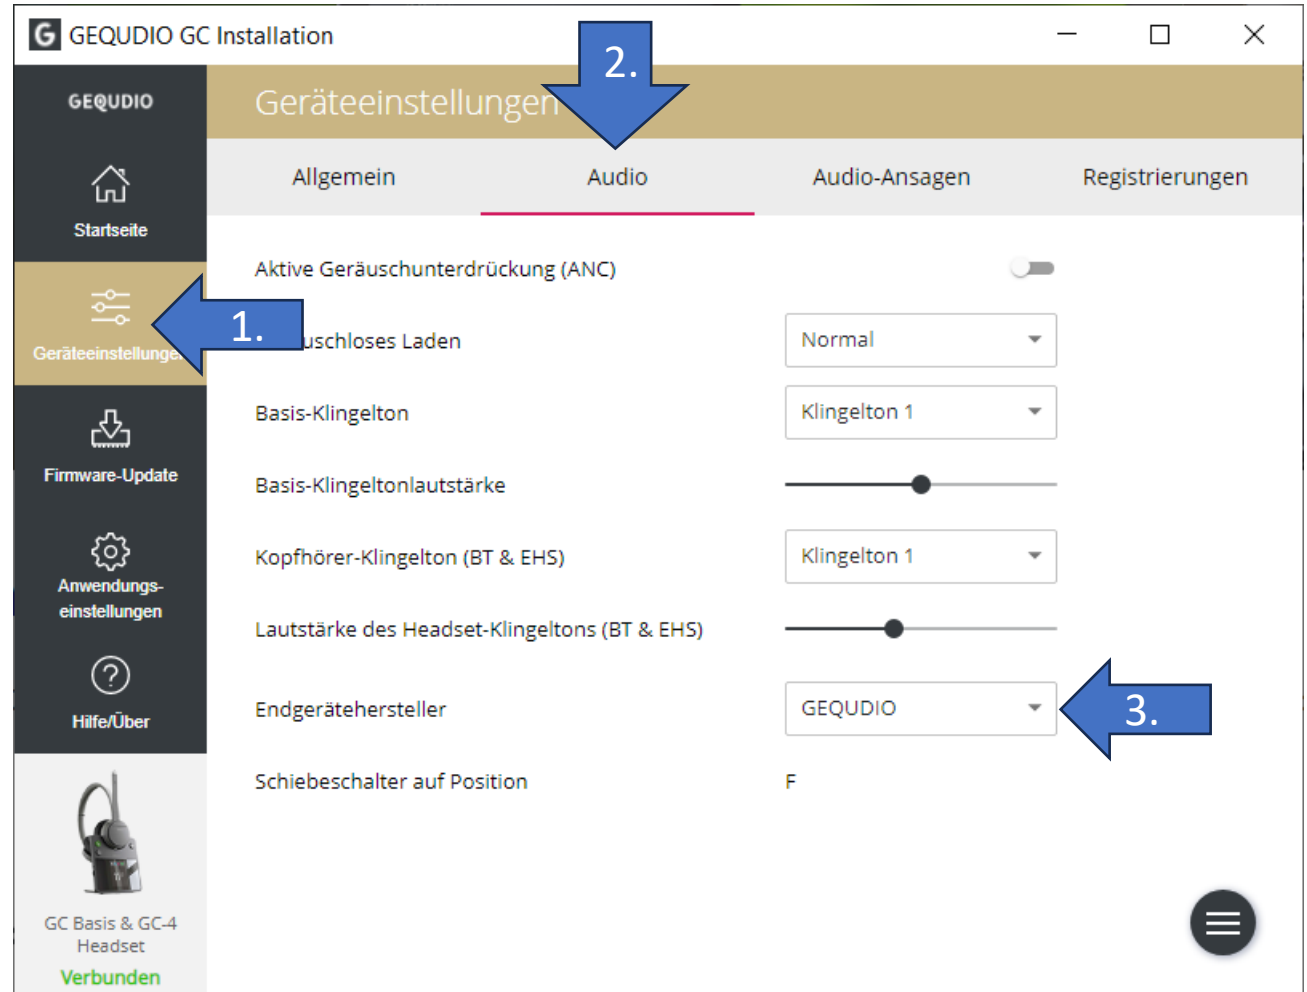 G GEQUDIO GC Installation
2.
GEQUDIO
Geräteeinstellungen
Allgemein
Audio
Audio-Ansagen
Registrierungen
Startseite
Aktive Geräuschunterdrückung (ANC)
1.
Geräteeinstellunge
uschloses Laden
Normal
Basis-Klingelton
Klingelton 1
Firmware-Update
Basis-Klingeltonlautstärke
Kopfhörer-Klingelton (BT & EHS)
Klingelton 1
Anwendungs-
einstellungen
Lautstärke des Headset-Klingeltons (BT & EHS)
Hilfe/Über
Endgerätehersteller
GEQUDIO
3.
Schiebeschalter auf Position
F
GC Basis & GC-4
Headset
Verbunden